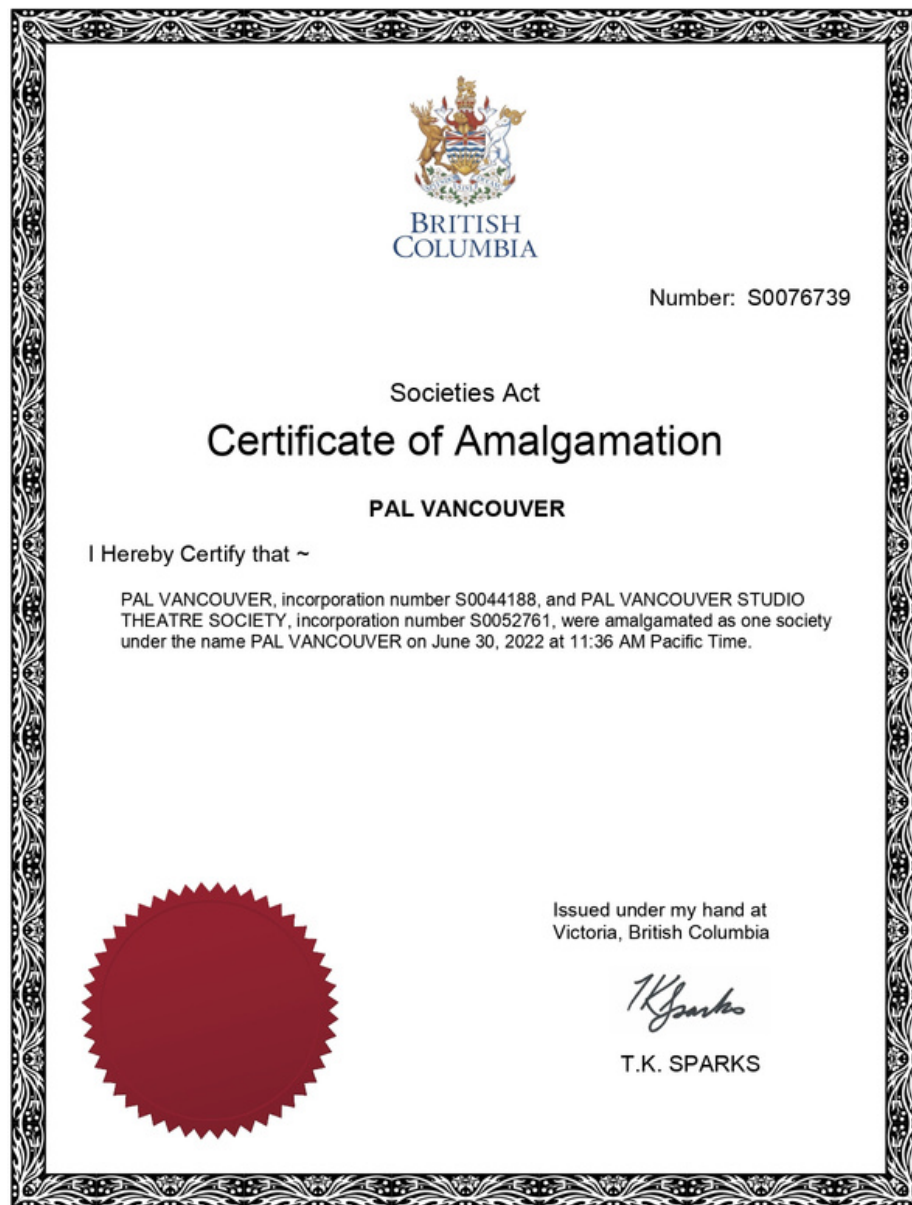 BRITISH
COLUMBIA
Number: S0076739
Societies Act
Certificate of Amalgamation
PAL VANCOUVER
I Hereby Certify that ~
PAL VANCOUVER, incorporation number S0044188, and PAL VANCOUVER STUDIO
THEATRE SOCIETY, incorporation number S0052761, were amalgamated as one society
under the name PAL VANCOUVER on June 30, 2022 at 11:36 AM Pacific Time.
Issued under my hand at
Victoria, British Columbia
TKSparks
T.K. SPARKS